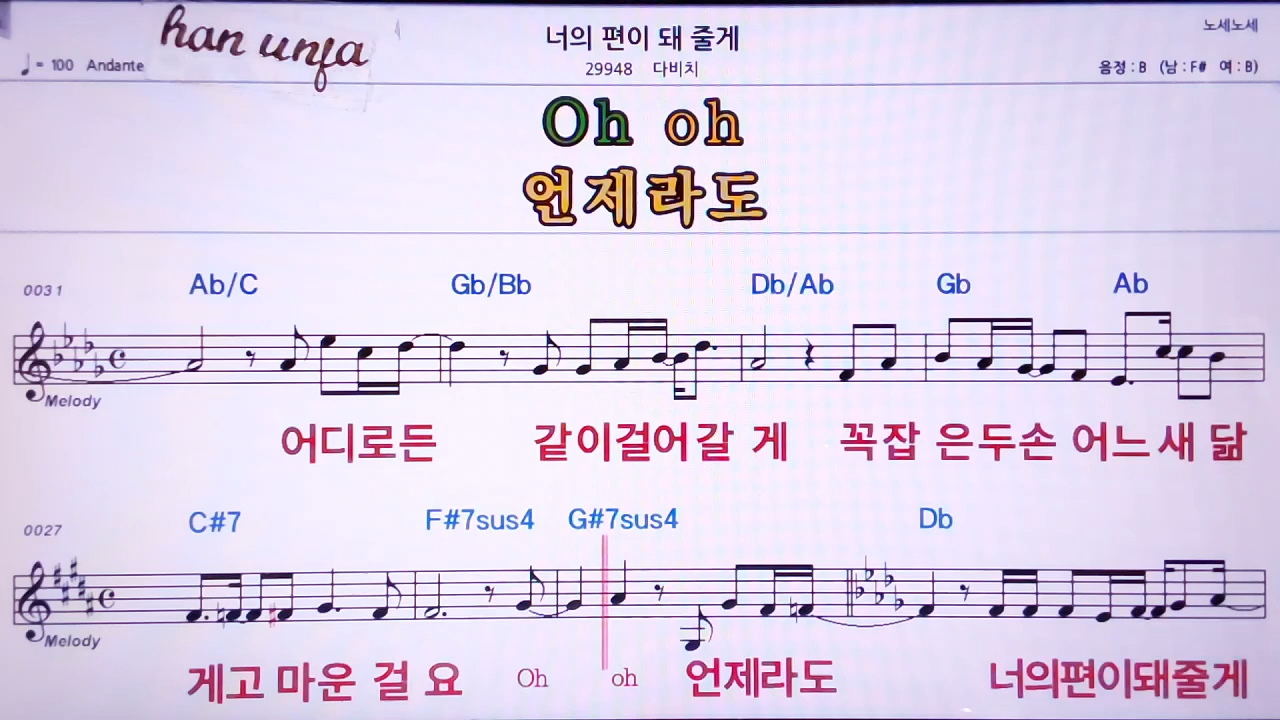 han unfa
너의 편이 돼 줄게
노세노세
♩= 100 Andante
29948 다비치
음정 : B (남 : F# 여 : B)
Oh oh
언제라도
0031 Ab/C Gb/Bb Db/Ab Gb Ab
Melody
어디로든 같이걸어갈 게 꼭잡 은두손 어느새 닮
0027 C#7 F#7sus4 G#7sus4 Db
Melody
게고 마운 걸 요 Oh oh 언제라도 너의편이돼줄게